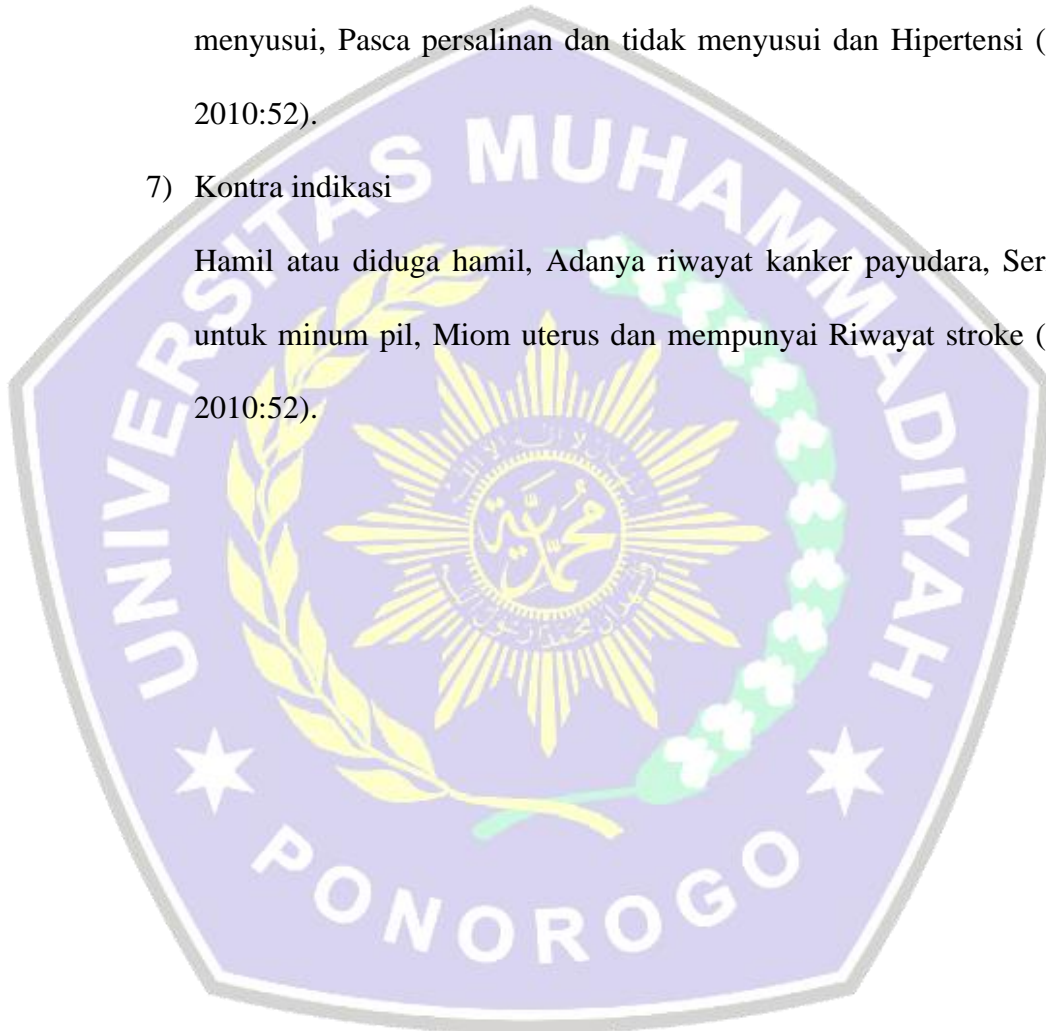 menyusui, Pasca persalinan dan tidak menyusui dan Hipertensi (
2010:52).
7) Kontra indikasi
Hamil atau diduga hamil, Adanya riwayat kanker payudara, Ser
untuk minum pil, Miom uterus dan mempunyai Riwayat stroke (
2010:52).
UNIVERSITAS MUHAMMADIYAH
PONOROGO
محمدية